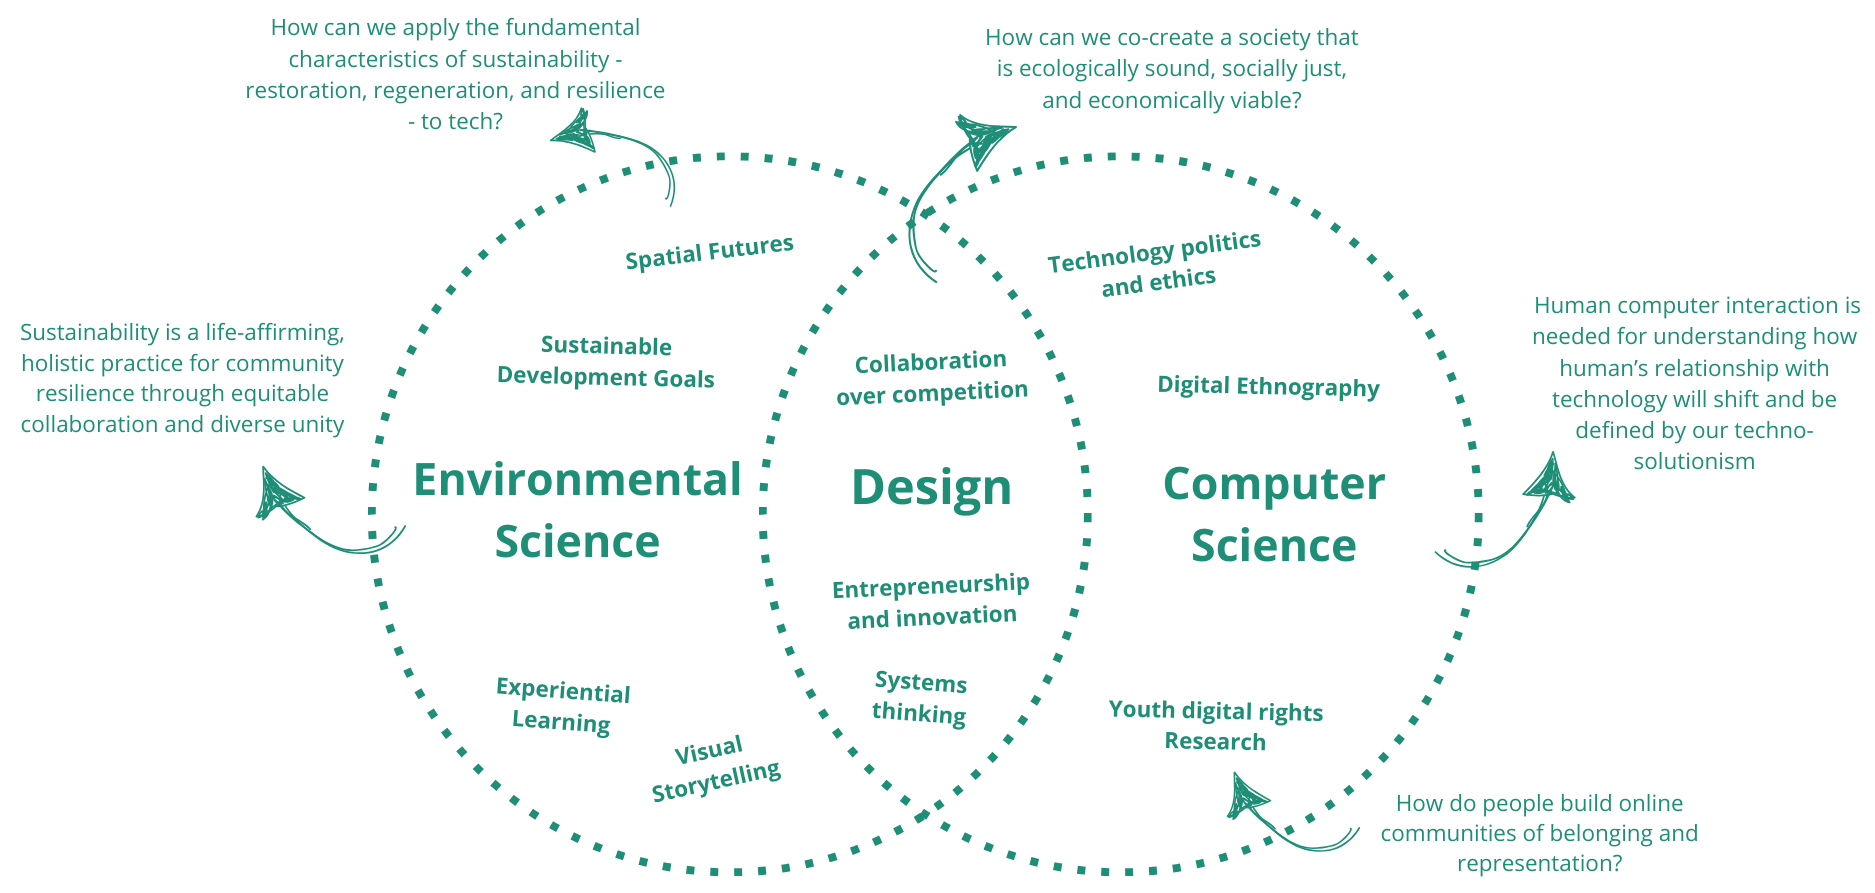 How can we apply the fundamental
characteristics of sustainability -
restoration, regeneration, and resilience
- to tech?
How can we co-create a society that
is ecologically sound, socially just,
and economically viable?
Sustainability is a life-affirming,
holistic practice for community
resilience through equitable
collaboration and diverse unity
Spatial Futures
Sustainable
Development Goals
Environmental
Science
Experiential
Learning
Visual
Storytelling
Collaboration
over competition
Design
Entrepreneurship
and innovation
Systems
thinking
Technology politics
and ethics
Digital Ethnography
Computer
Science
Youth digital rights
Research
Human computer interaction is
needed for understanding how
human’s relationship with
technology will shift and be
defined by our techno-
solutionism
How do people build online
communities of belonging and
representation?